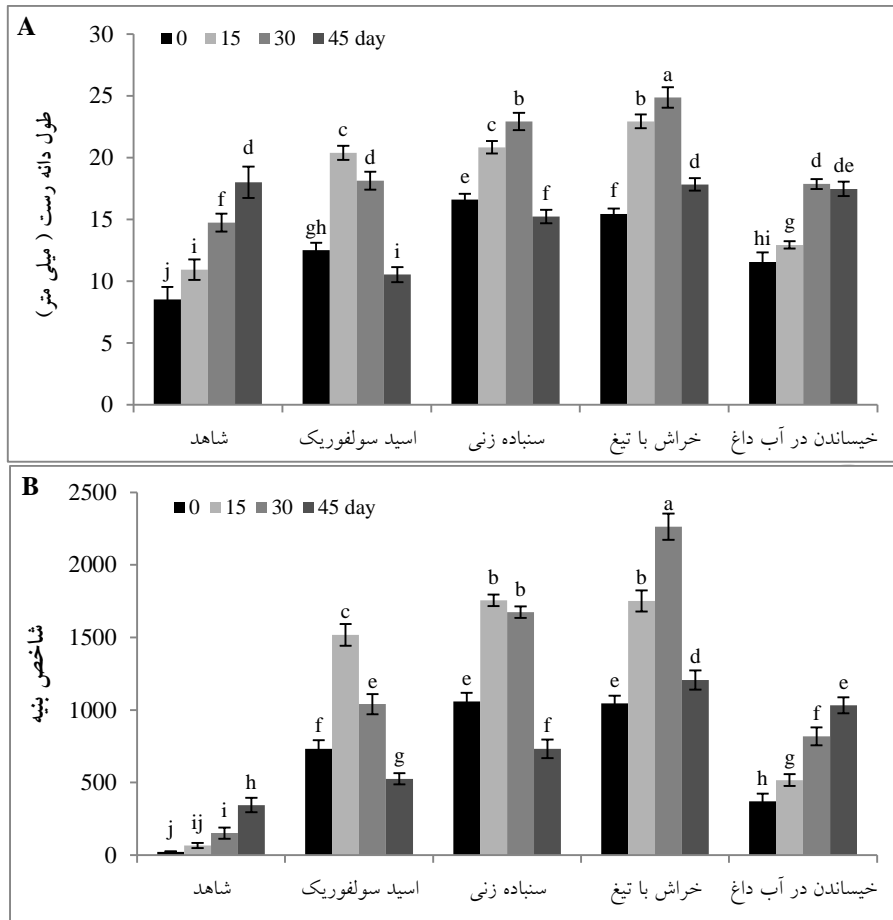 A
0 15 30 45 day
طول دانه رست ( میلی متر)
30
25
20
15
10
5
0
j i f d
gh c d i
e c b f
f b a d
hi g d de
شاهد
اسید سولفوریک
سنباده زنی
خراش با تیغ
خیساندن در آب داغ
B
0 15 30 45 day
شاخص بنیه
2500
2000
1500
1000
500
0
j ij i h
f c e g
e b b f
e b a d
h g f e
شاهد
اسید سولفوریک
سنباده زنی
خراش با تیغ
خیساندن در آب داغ